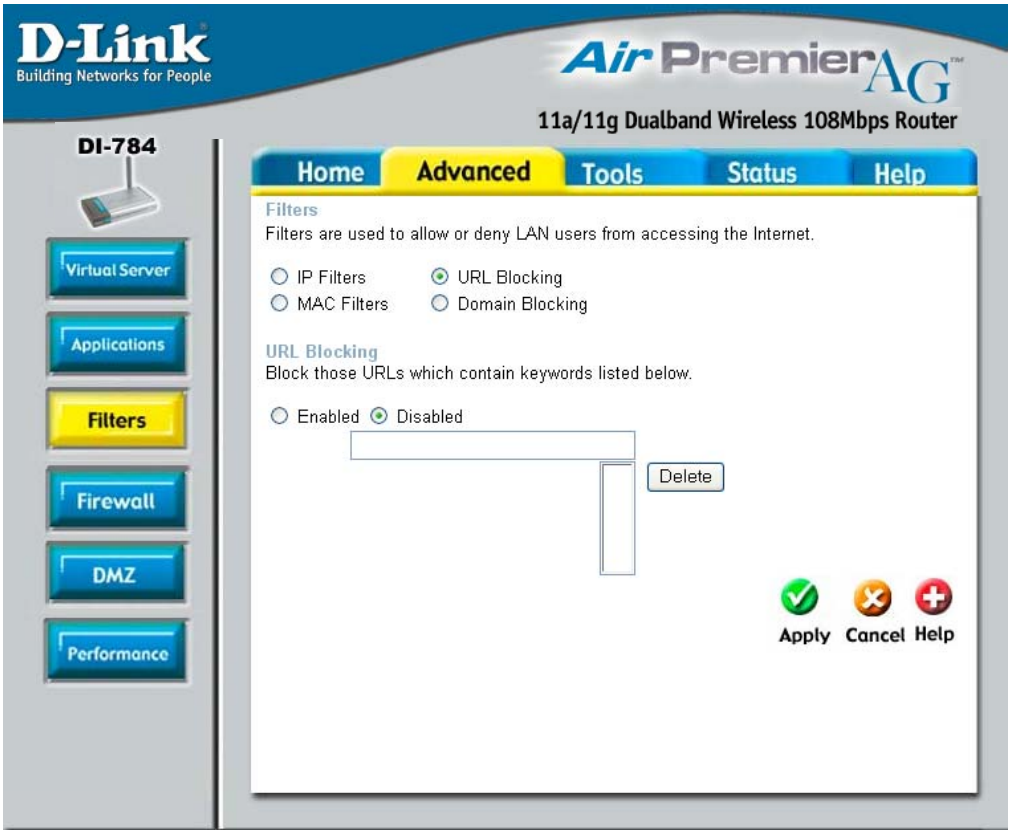 D-Link
Building Networks for People
Air Premier AG™
11a/11g Dualband Wireless 108Mbps Router
DI-784
Home Advanced Tools Status Help
Virtual Server
Applications
Filters
Firewall
DMZ
Performance
Filters
Filters are used to allow or deny LAN users from accessing the Internet.
IP Filters URL Blocking
MAC Filters Domain Blocking
URL Blocking
Block those URLs which contain keywords listed below.
Enabled Disabled
Delete
Apply Cancel Help